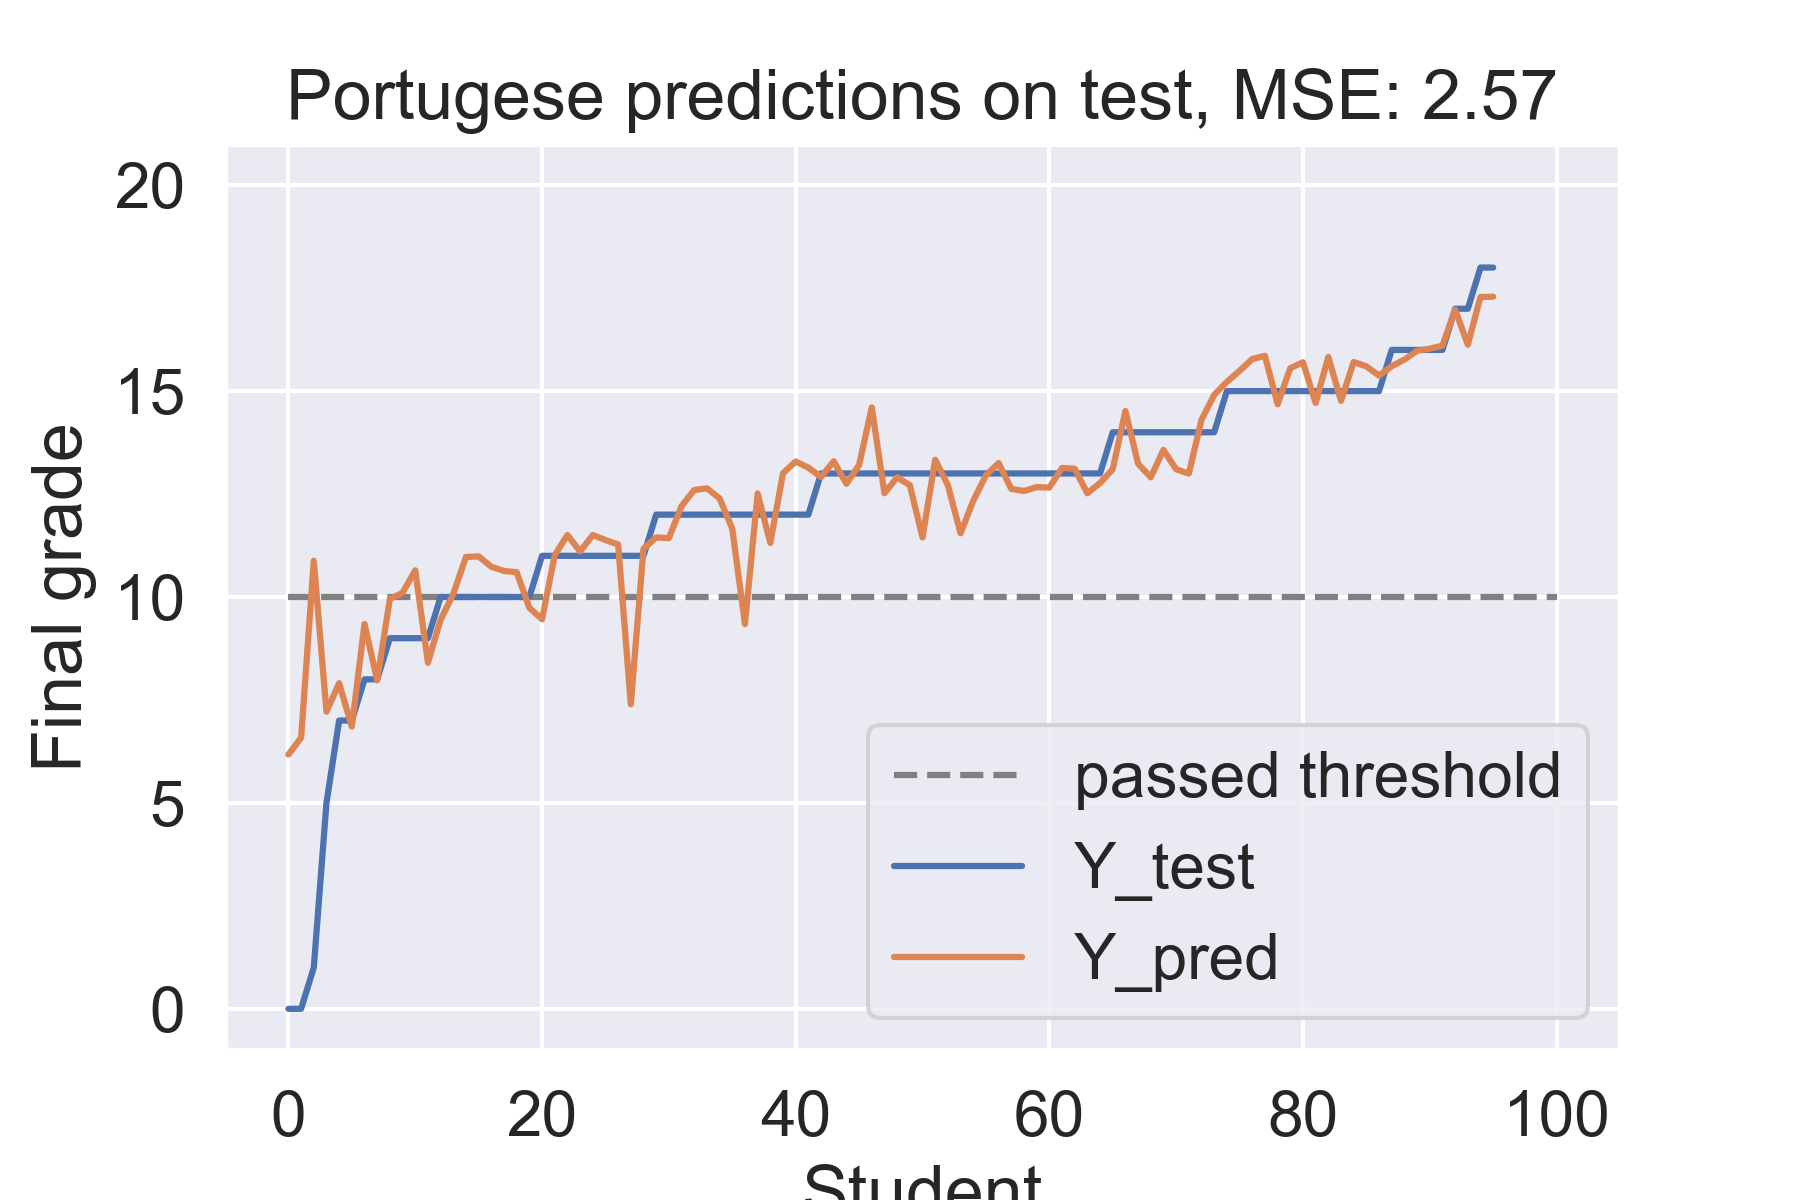 Portugese predictions on test, MSE: 2.57
20
15
10
5
0
Final grade
passed threshold
Y_test
Y_pred
0 20 40 60 80 100
Student